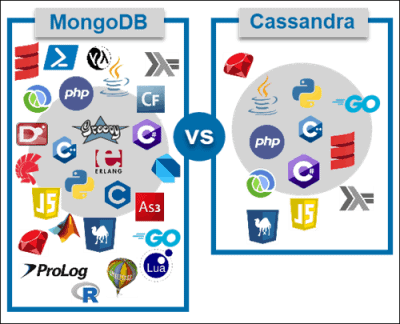 MongoDB
Cassandra
php
CF
D
groovy
C#
C++
e
ERLANG
JS
C
As3
GO
ProLog
R
Lua
vs
GO
php
C++
C#
JS